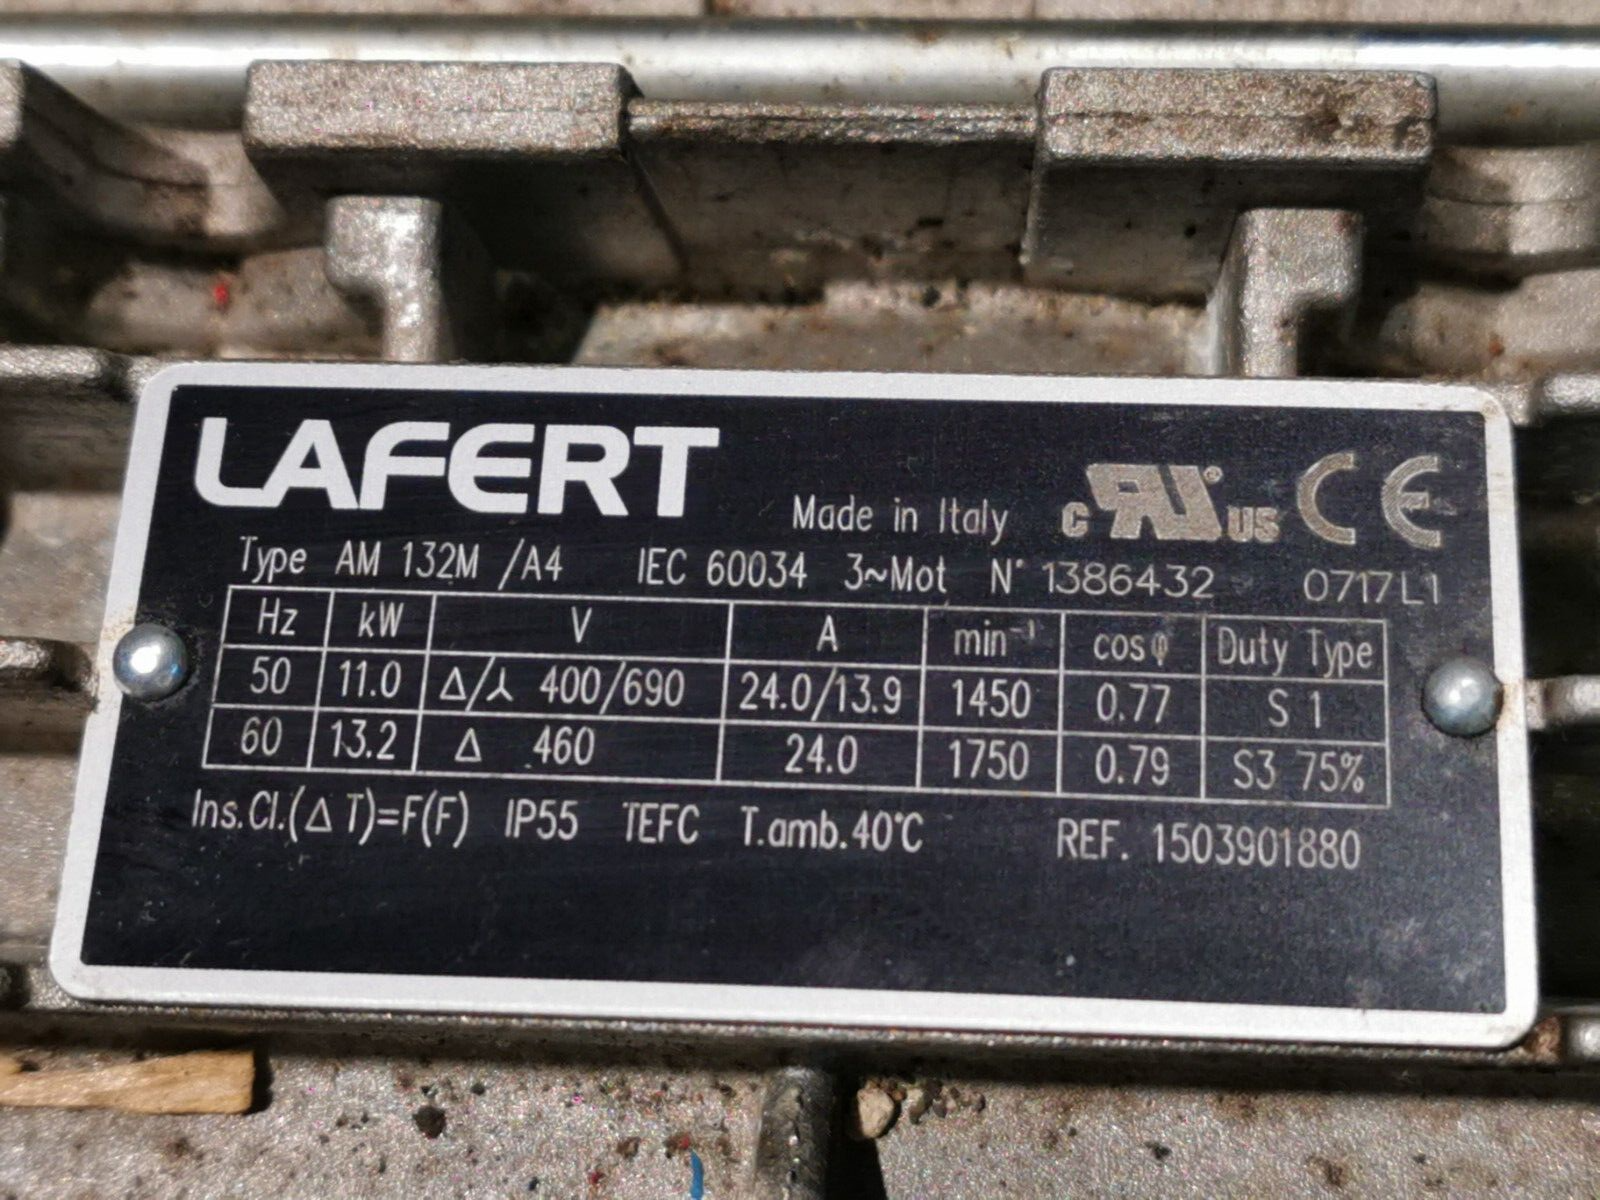 LAFERT
Made in Italy c RU® US CE
Type AM 132M /A4 IEC 60034 3~Mot N° 1386432 0717L1
Hz kW V A min⁻¹ cosφ Duty Type
50 11.0 Δ/⅄ 400/690 24.0/13.9 1450 0.77 S 1
60 13.2 Δ 460 24.0 1750 0.79 S3 75%
Ins.Cl.(Δ T)=F(F) IP55 TEFC T.amb.40°C REF. 1503901880